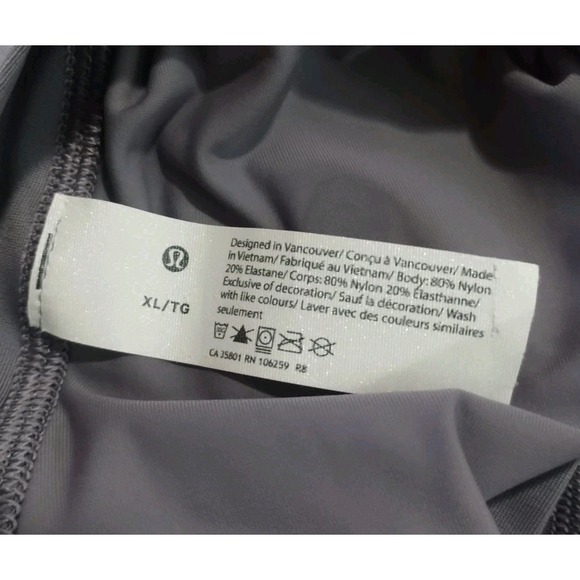 XL/TG
Designed in Vancouver/ Conçu à Vancouver/ Made
in Vietnam/ Fabriqué au Vietnam/ Body: 80% Nylon
20% Elastane/ Corps: 80% Nylon 20% Élasthanne/
Exclusive of decoration/ Sauf la décoration/ Wash
with like colours/ Laver avec des couleurs similaires
seulement
CA 35801 RN 106259 R8